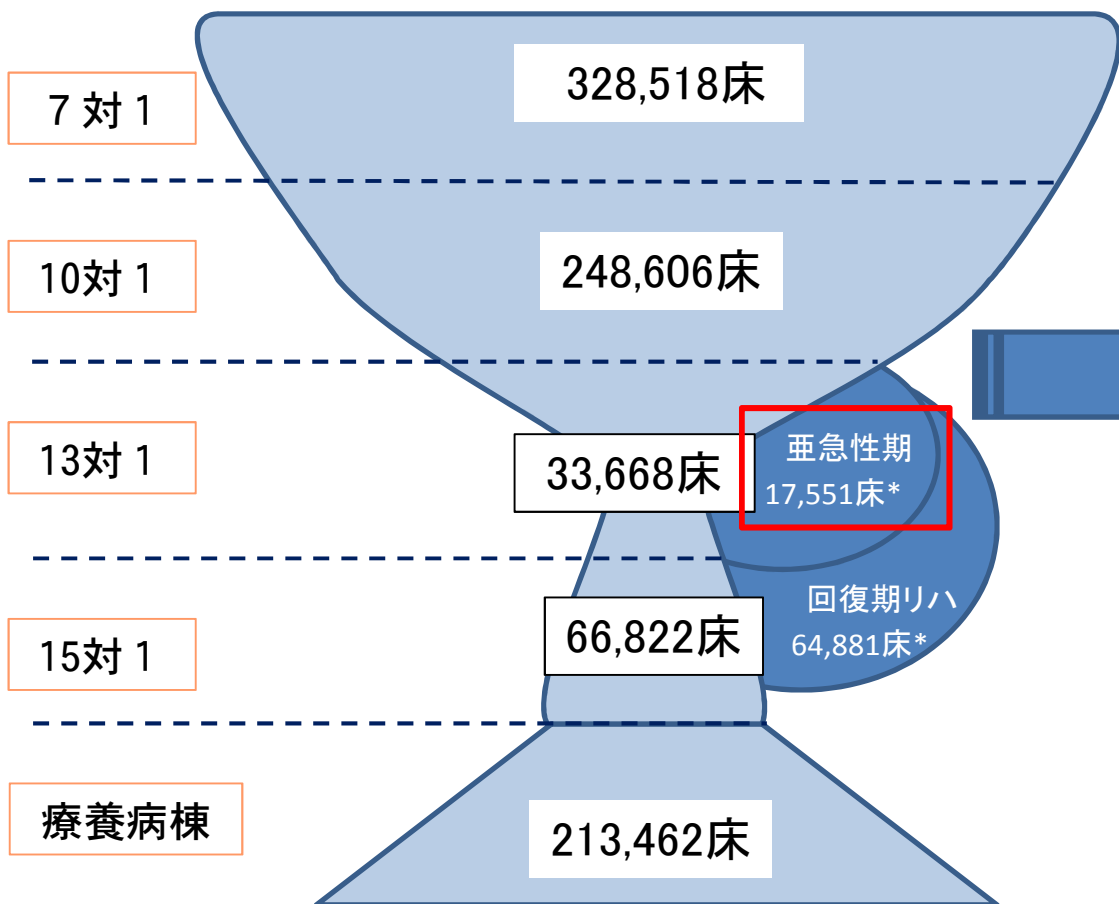 7対1
328,518床
10対1
248,606床
13対1
33,668床
亜急性期
17,551床*
15対1
66,822床
回復期リハ
64,881床*
療養病棟
213,462床